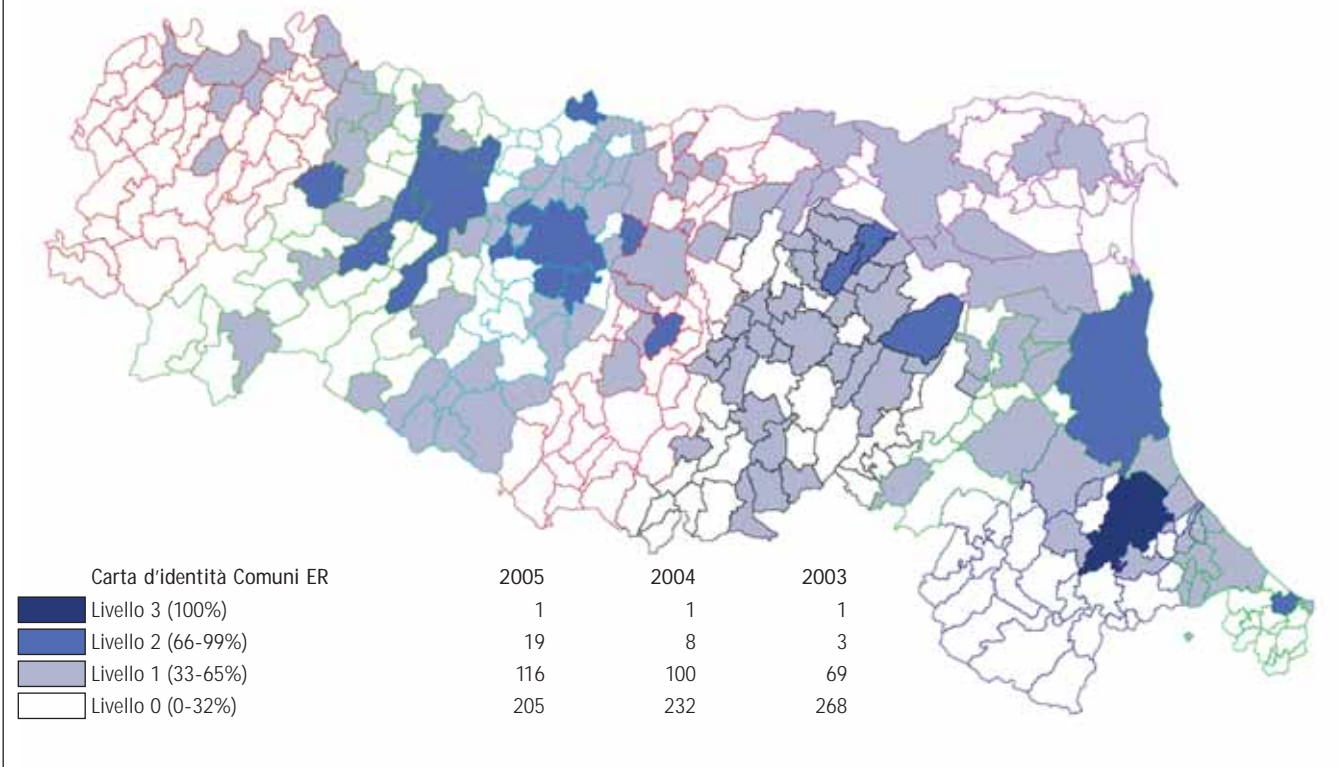 Carta d'identità Comuni ER 2005 2004 2003
Livello 3 (100%) 1 1 1
Livello 2 (66-99%) 19 8 3
Livello 1 (33-65%) 116 100 69
Livello 0 (0-32%) 205 232 268